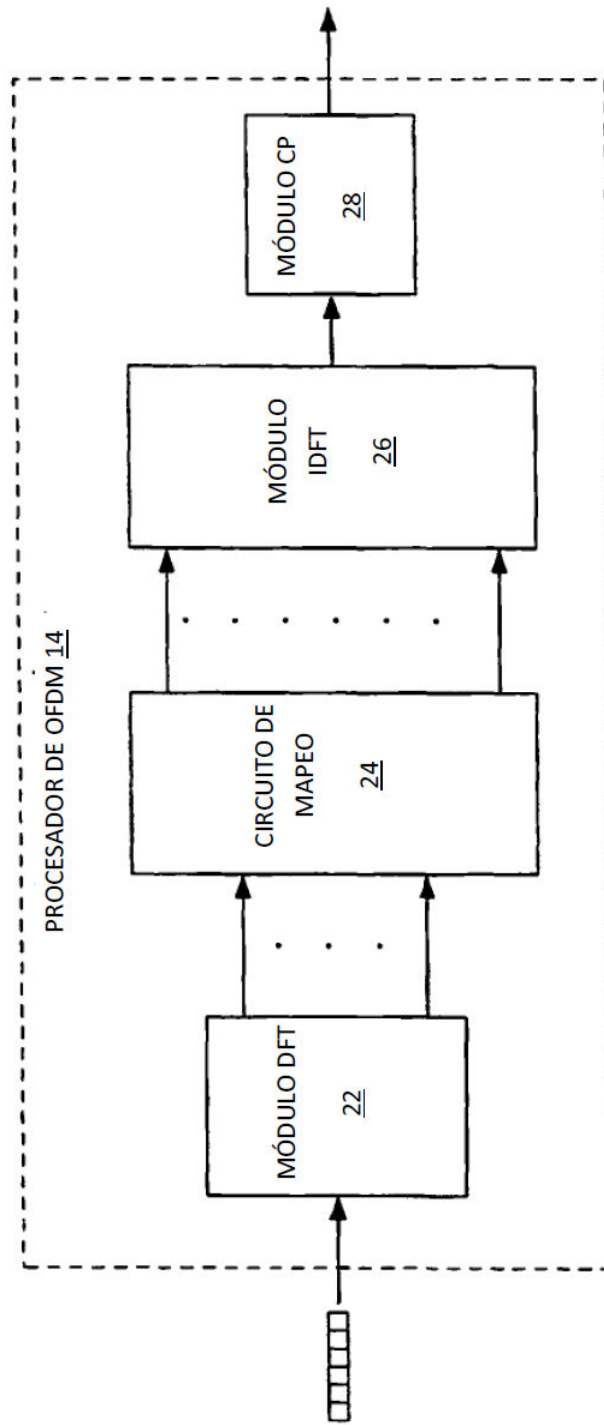 PROCESADOR DE OFDM 14
MÓDULO DFT
22
CIRCUITO DE
MAPEO
24
MÓDULO
IDFT
26
MÓDULO CP
28